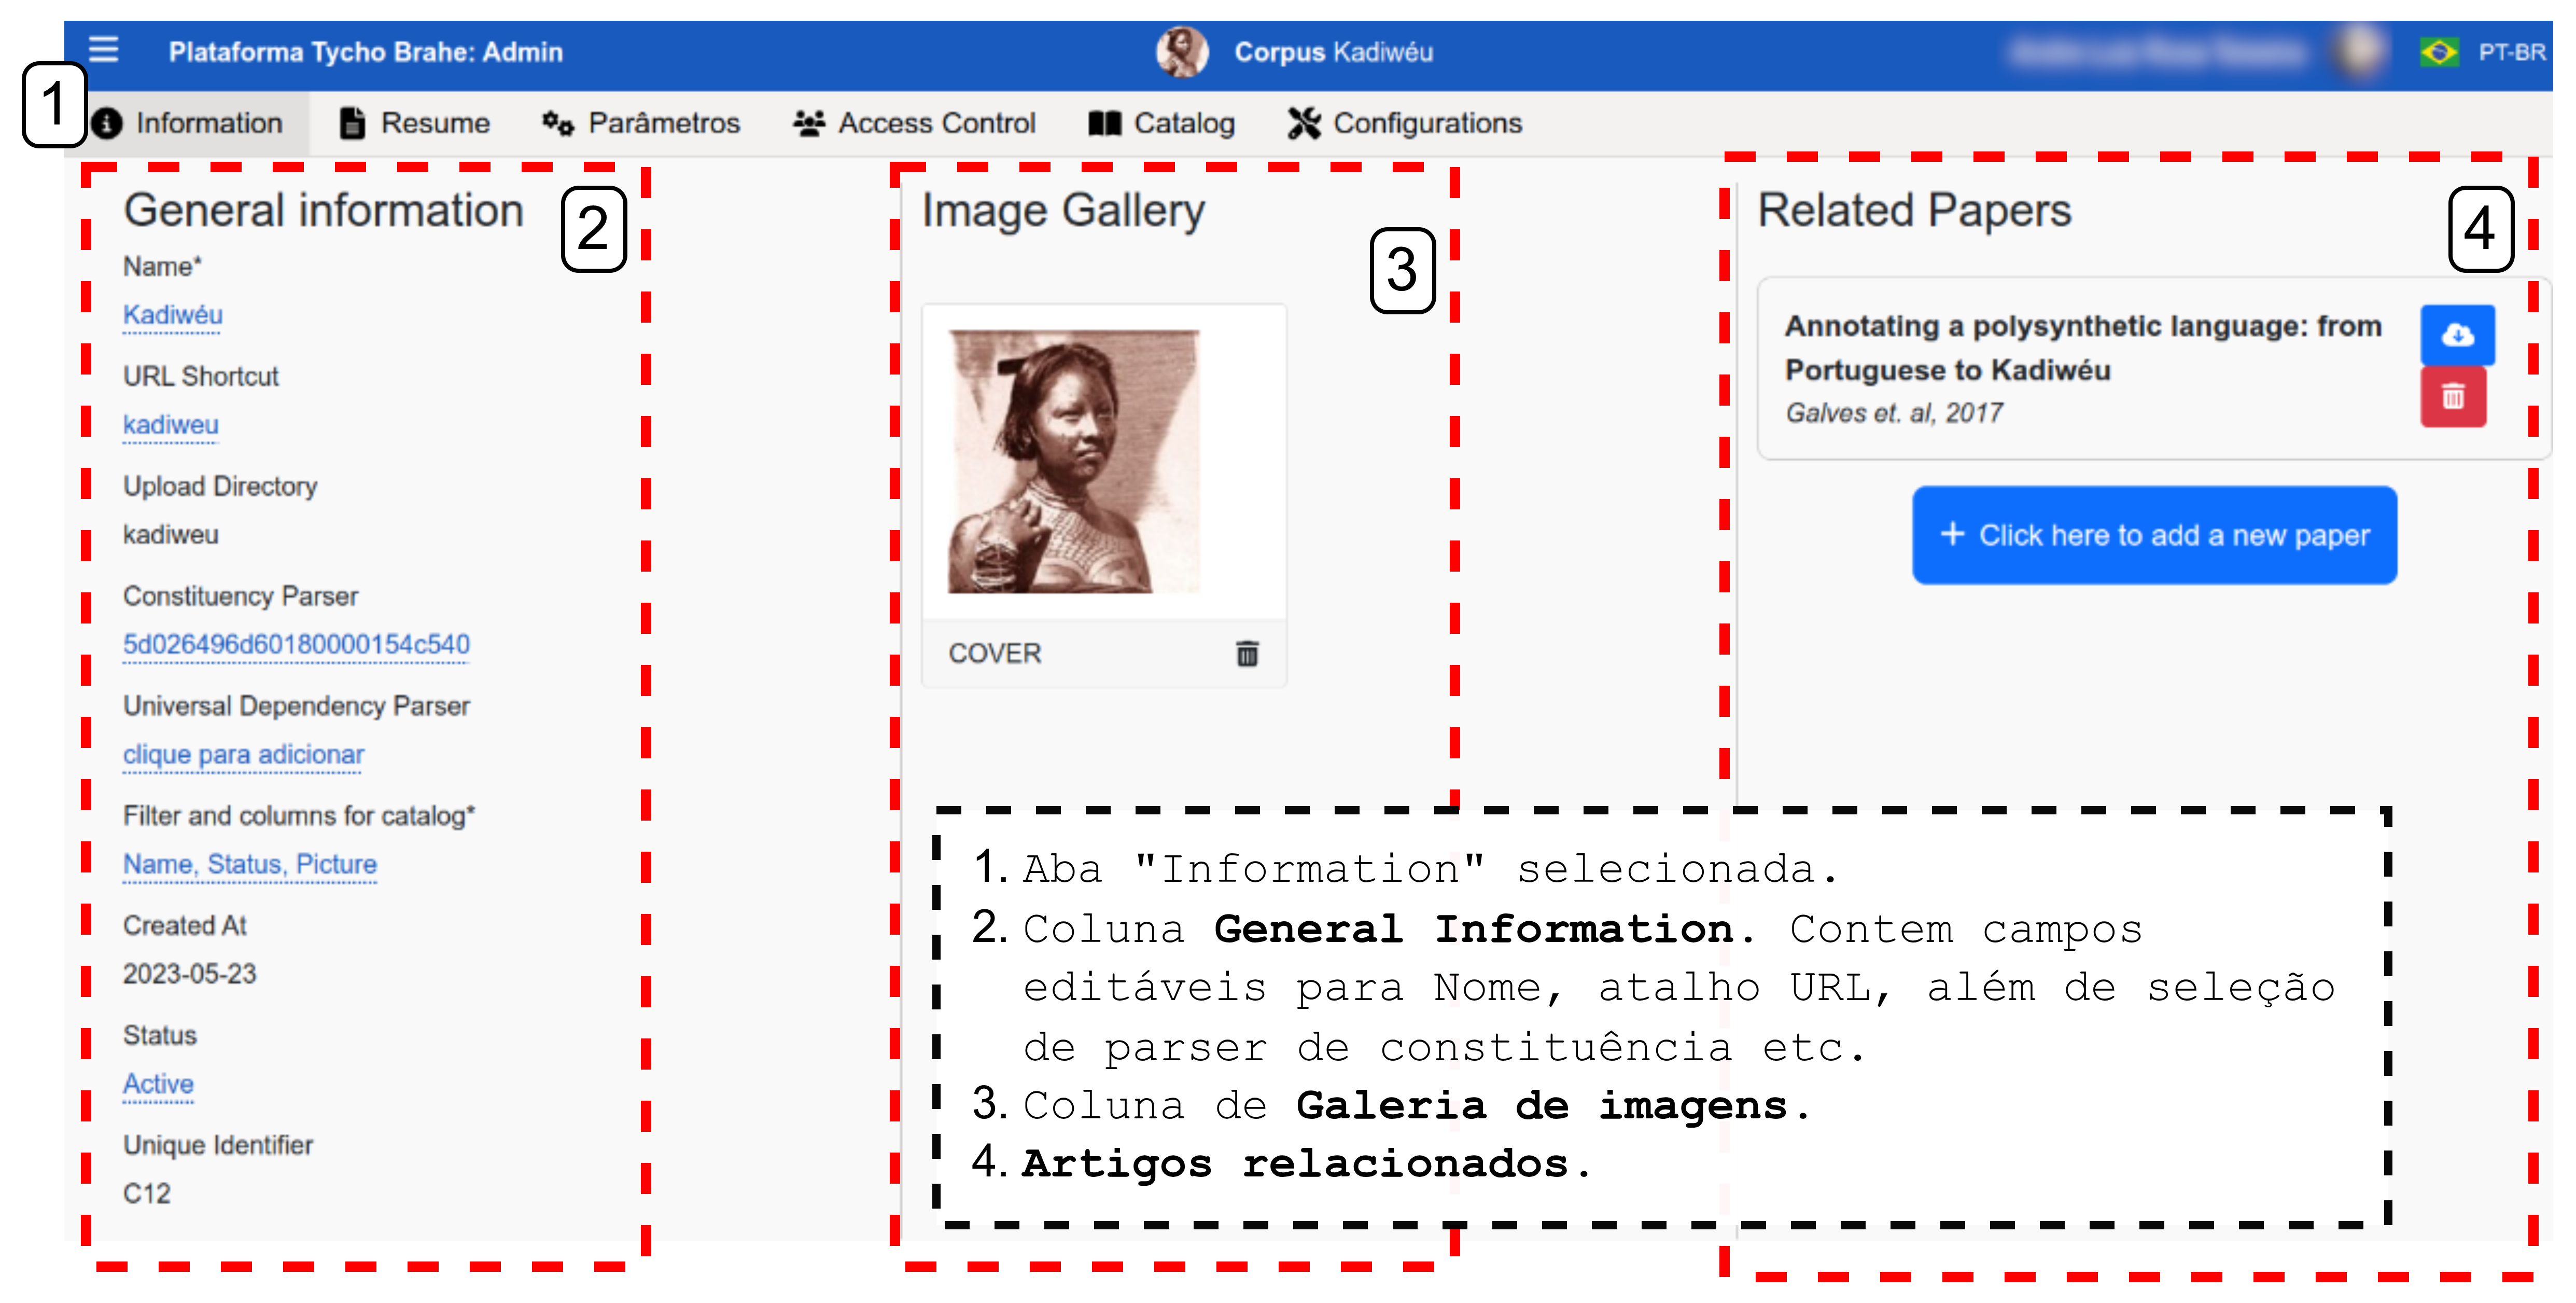 Plataforma Tycho Brahe: Admin
Corpus Kadiwéu
PT-BR
1
Information
Resume
Parâmetros
Access Control
Catalog
Configurations
General information
2
Name*
Kadiwéu
URL Shortcut
kadiweu
Upload Directory
kadiweu
Constituency Parser
5d026496d60180000154c540
Universal Dependency Parser
clique para adicionar
Filter and columns for catalog*
Name, Status, Picture
Created At
2023-05-23
Status
Active
Unique Identifier
C12
Image Gallery
3
COVER
Related Papers
4
Annotating a polysynthetic language: from
Portuguese to Kadiwéu
Galves et. al, 2017
+ Click here to add a new paper
1. Aba "Information" selecionada.
2. Coluna General Information. Contem campos
editáveis para Nome, atalho URL, além de seleção
de parser de constituência etc.
3. Coluna de Galeria de imagens.
4. Artigos relacionados.